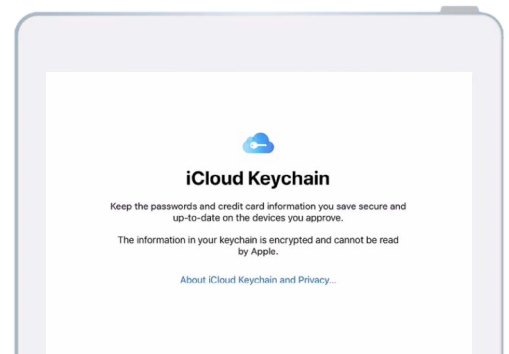 iCloud Keychain
Keep the passwords and credit card information you save secure and
up-to-date on the devices you approve.
The information in your keychain is encrypted and cannot be read
by Apple.
About iCloud Keychain and Privacy...